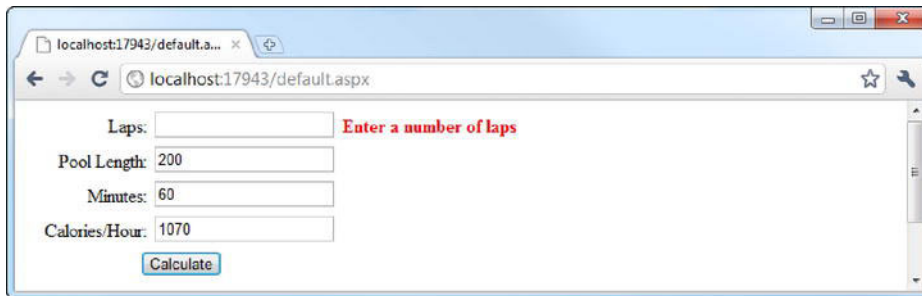 localhost:17943/default.a...
localhost:17943/default.aspx
Laps:
Enter a number of laps
Pool Length: 200
Minutes: 60
Calories/Hour: 1070
Calculate